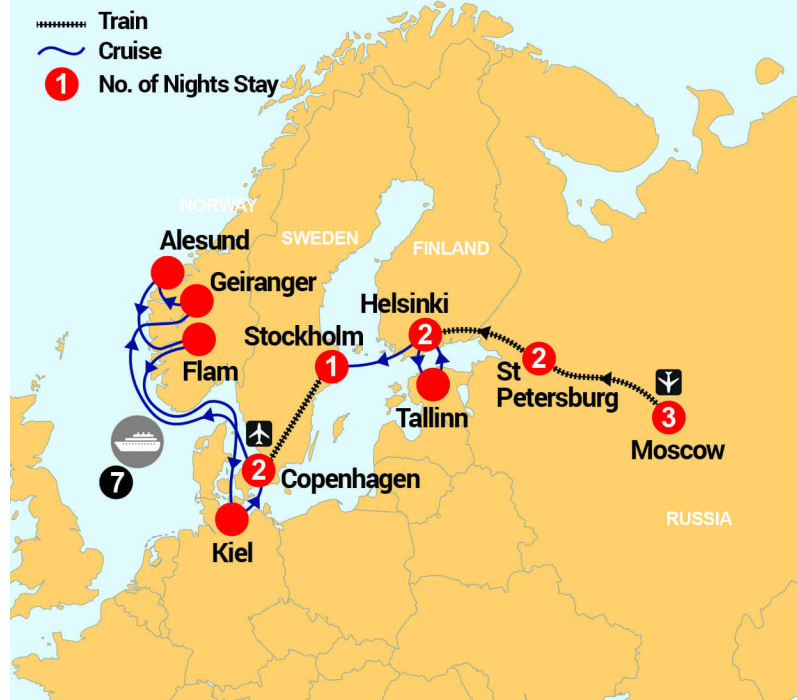 Train
Cruise
1 No. of Nights Stay
NORWAY
Alesund
SWEDEN
FINLAND
Geiranger
Helsinki
2
Stockholm
1
2
St
Petersburg
Flam
Tallinn
3
Moscow
7
2
Copenhagen
Kiel
RUSSIA